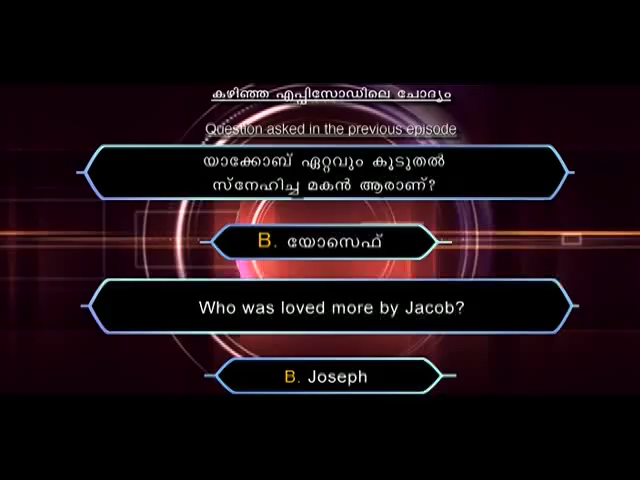 കഴിഞ്ഞ എപ്പിസോഡിലെ ചോദ്യം
Question asked in the previous episode
യാക്കോബ് ഏറ്റവും കൂടുതൽ
സ്നേഹിച്ച മകൻ ആരാണ്?
B. യോസെഫ്
Who was loved more by Jacob?
B. Joseph